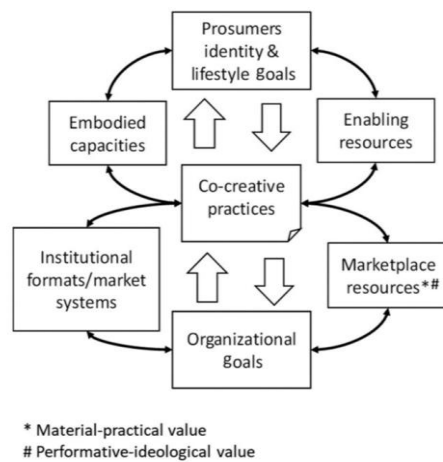 Prosumers
identity &
lifestyle goals
Embodied
capacities
Enabling
resources
Co-creative
practices
Institutional
formats/market
systems
Marketplace
resources*#
Organizational
goals
* Material-practical value
# Performative-ideological value